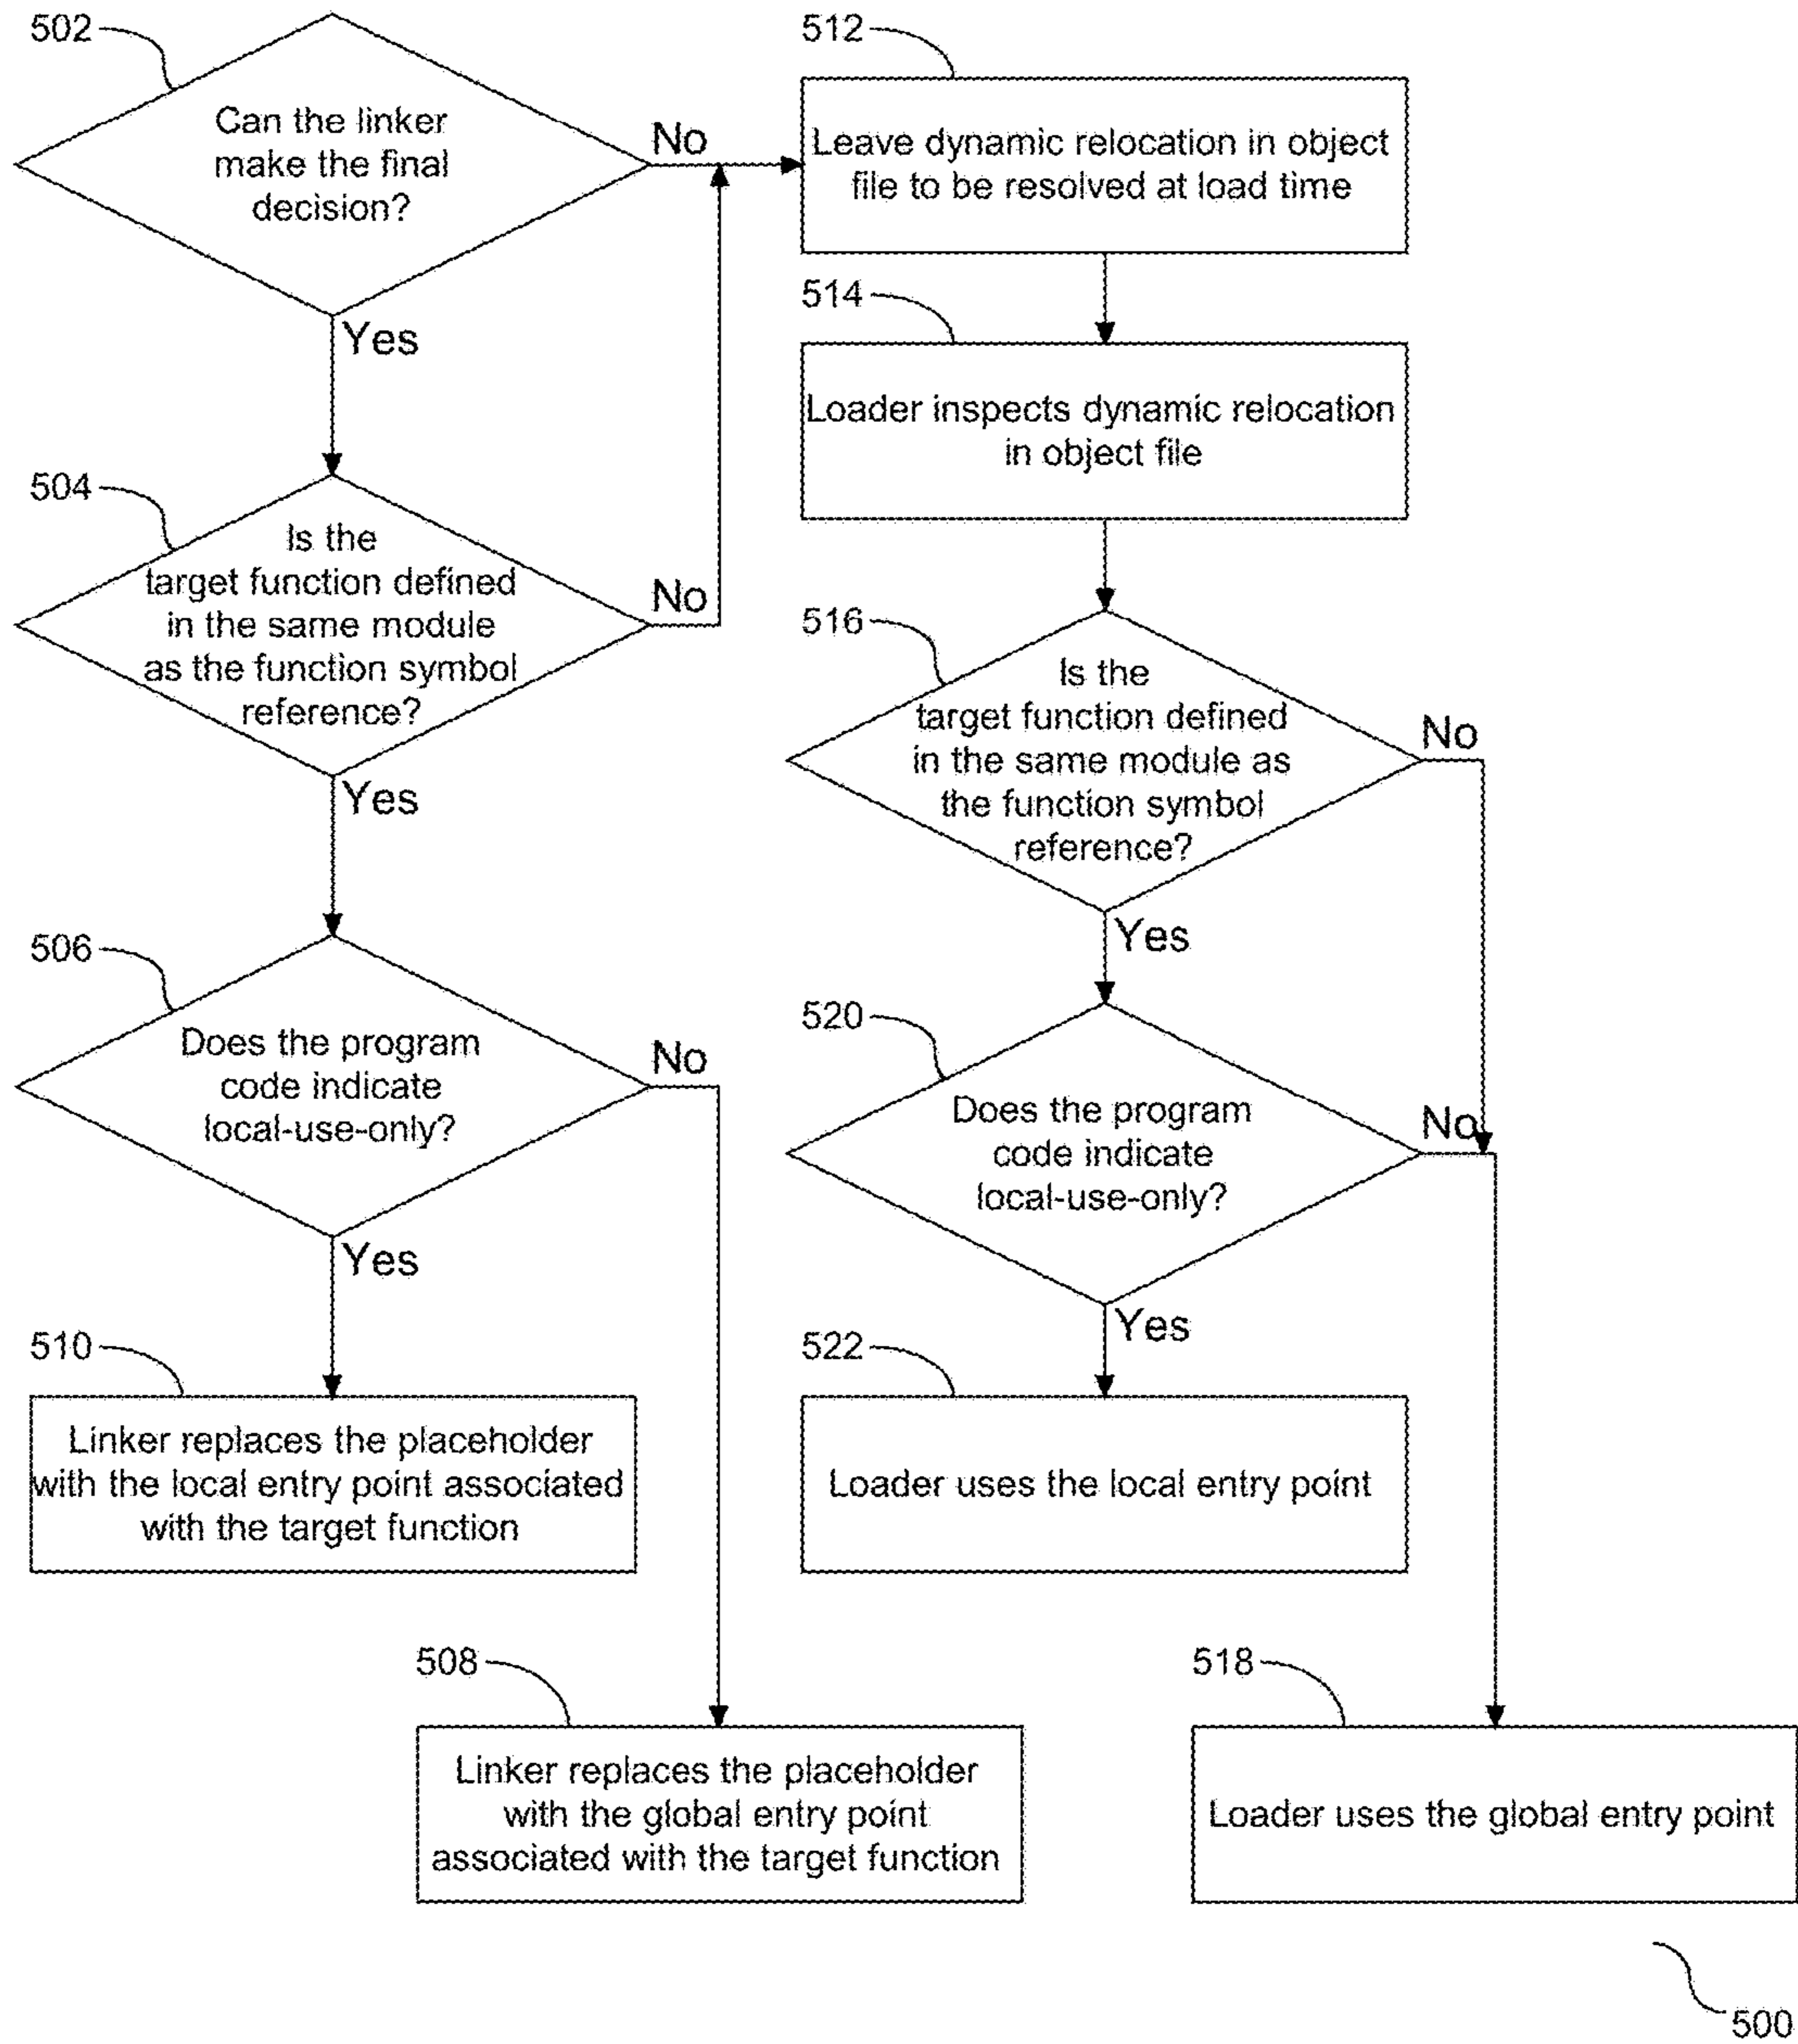 502
Can the linker
make the final
decision?
No
Yes
504
Is the
target function defined
in the same module
as the function symbol
reference?
No
Yes
506
Does the program
code indicate
local-use-only?
No
Yes
510
Linker replaces the placeholder
with the local entry point associated
with the target function
508
Linker replaces the placeholder
with the global entry point
associated with the target function
512
Leave dynamic relocation in object
file to be resolved at load time
514
Loader inspects dynamic relocation
in object file
516
Is the
target function defined
in the same module as
the function symbol
reference?
No
Yes
520
Does the program
code indicate
local-use-only?
No
Yes
522
Loader uses the local entry point
518
Loader uses the global entry point
500